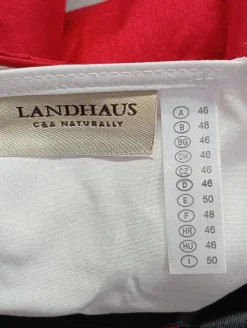 LANDHAUS
C&A NATURALLY
A 46
B 48
BG 46
CH 46
CZ 46
D 46
E 50
F 48
HR 46
HU 46
I 50